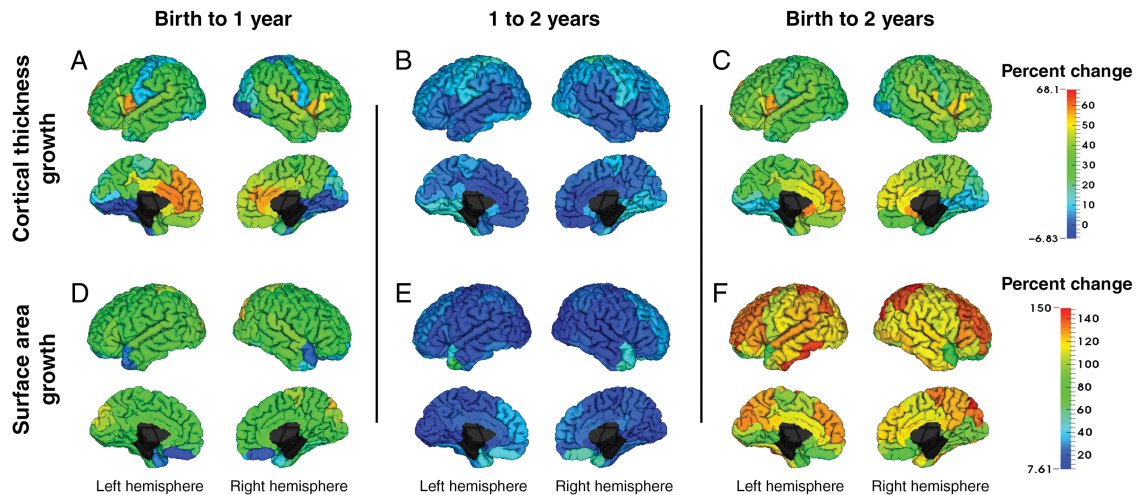 Birth to 1 year
1 to 2 years
Birth to 2 years
Cortical thickness
growth
A
B
C
Percent change
68.1
60
50
40
30
20
10
0
−6.83
Surface area
growth
D
E
F
Percent change
150
140
120
100
80
60
40
20
7.61
Left hemisphere
Right hemisphere
Left hemisphere
Right hemisphere
Left hemisphere
Right hemisphere